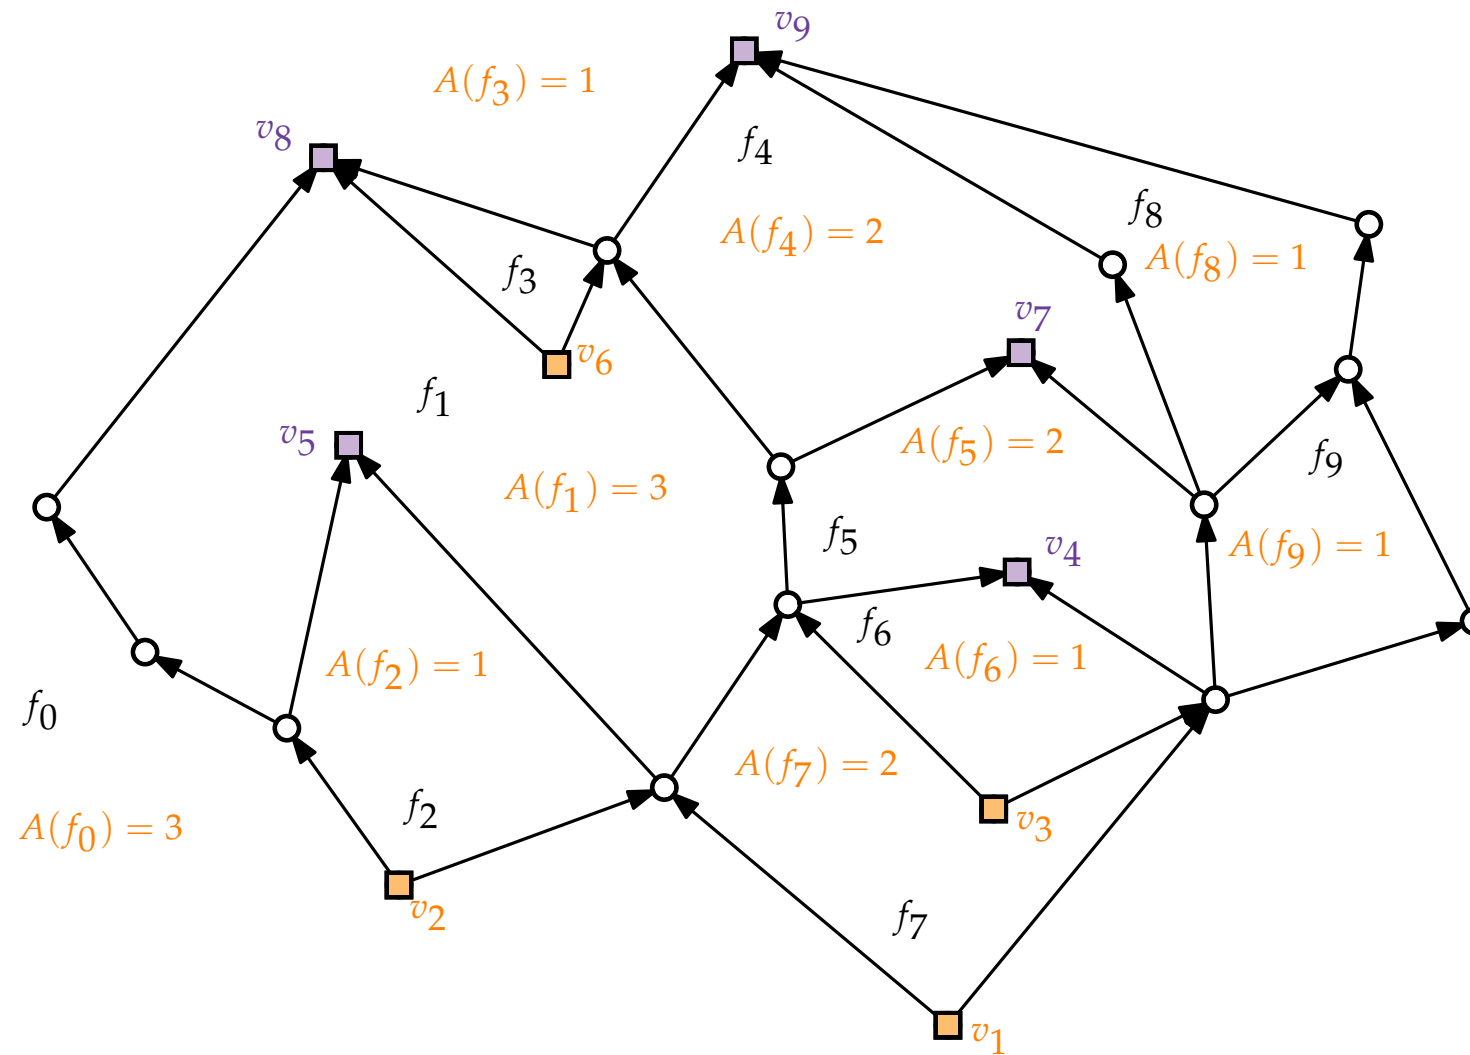 v9
A(f3) = 1
v8
f4
f8
A(f4) = 2
A(f8) = 1
f3
v7
v6
f1
v5
A(f5) = 2
f9
A(f1) = 3
f5
v4
A(f9) = 1
f6
A(f2) = 1
A(f6) = 1
f0
A(f7) = 2
f2
v3
A(f0) = 3
v2
f7
v1